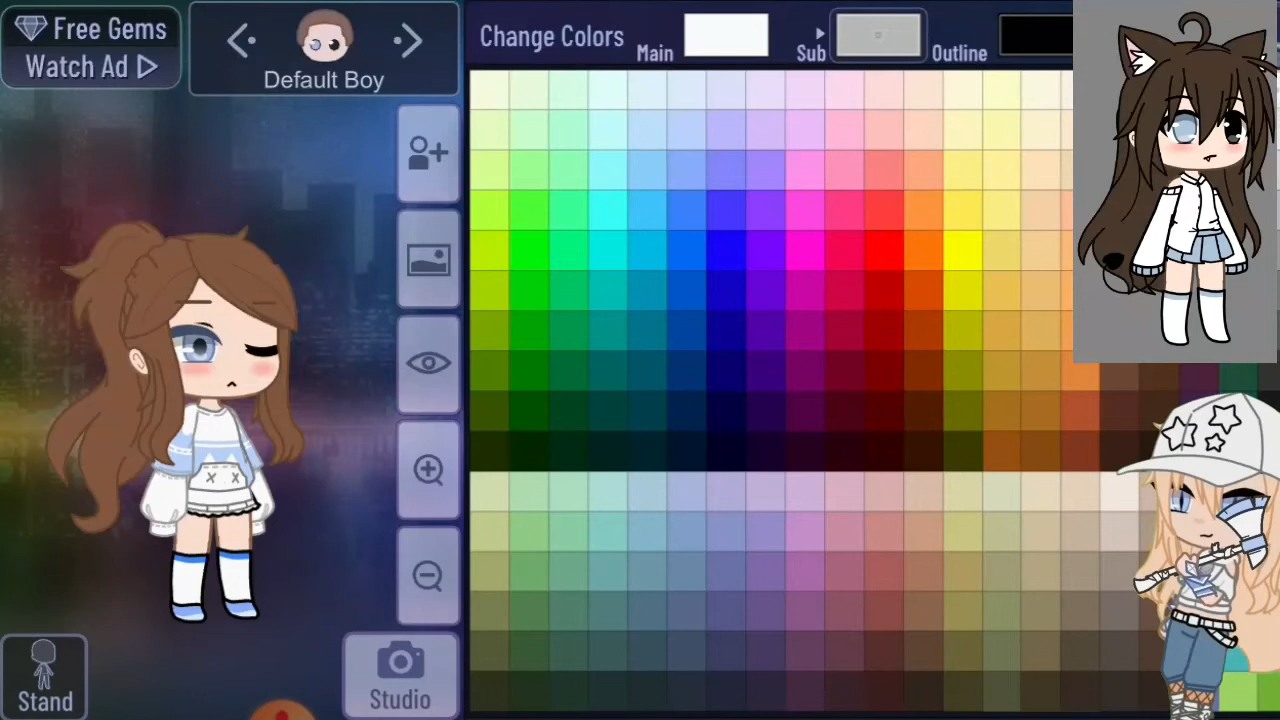 Free Gems
Watch Ad
Default Boy
Change Colors
Main
Sub
Outline
Stand
Studio